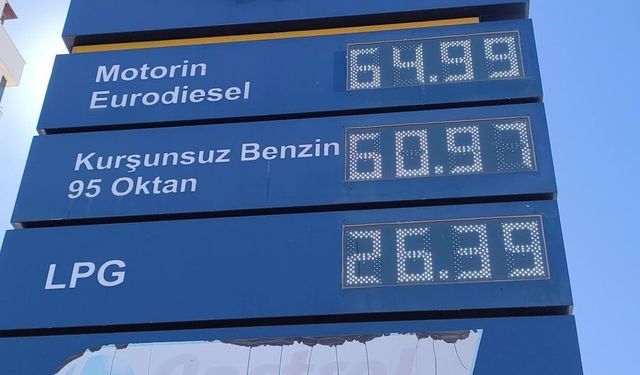 Motorin
Eurodiesel
64.99
Kurşunsuz Benzin
95 Oktan
60.97
LPG
26.39